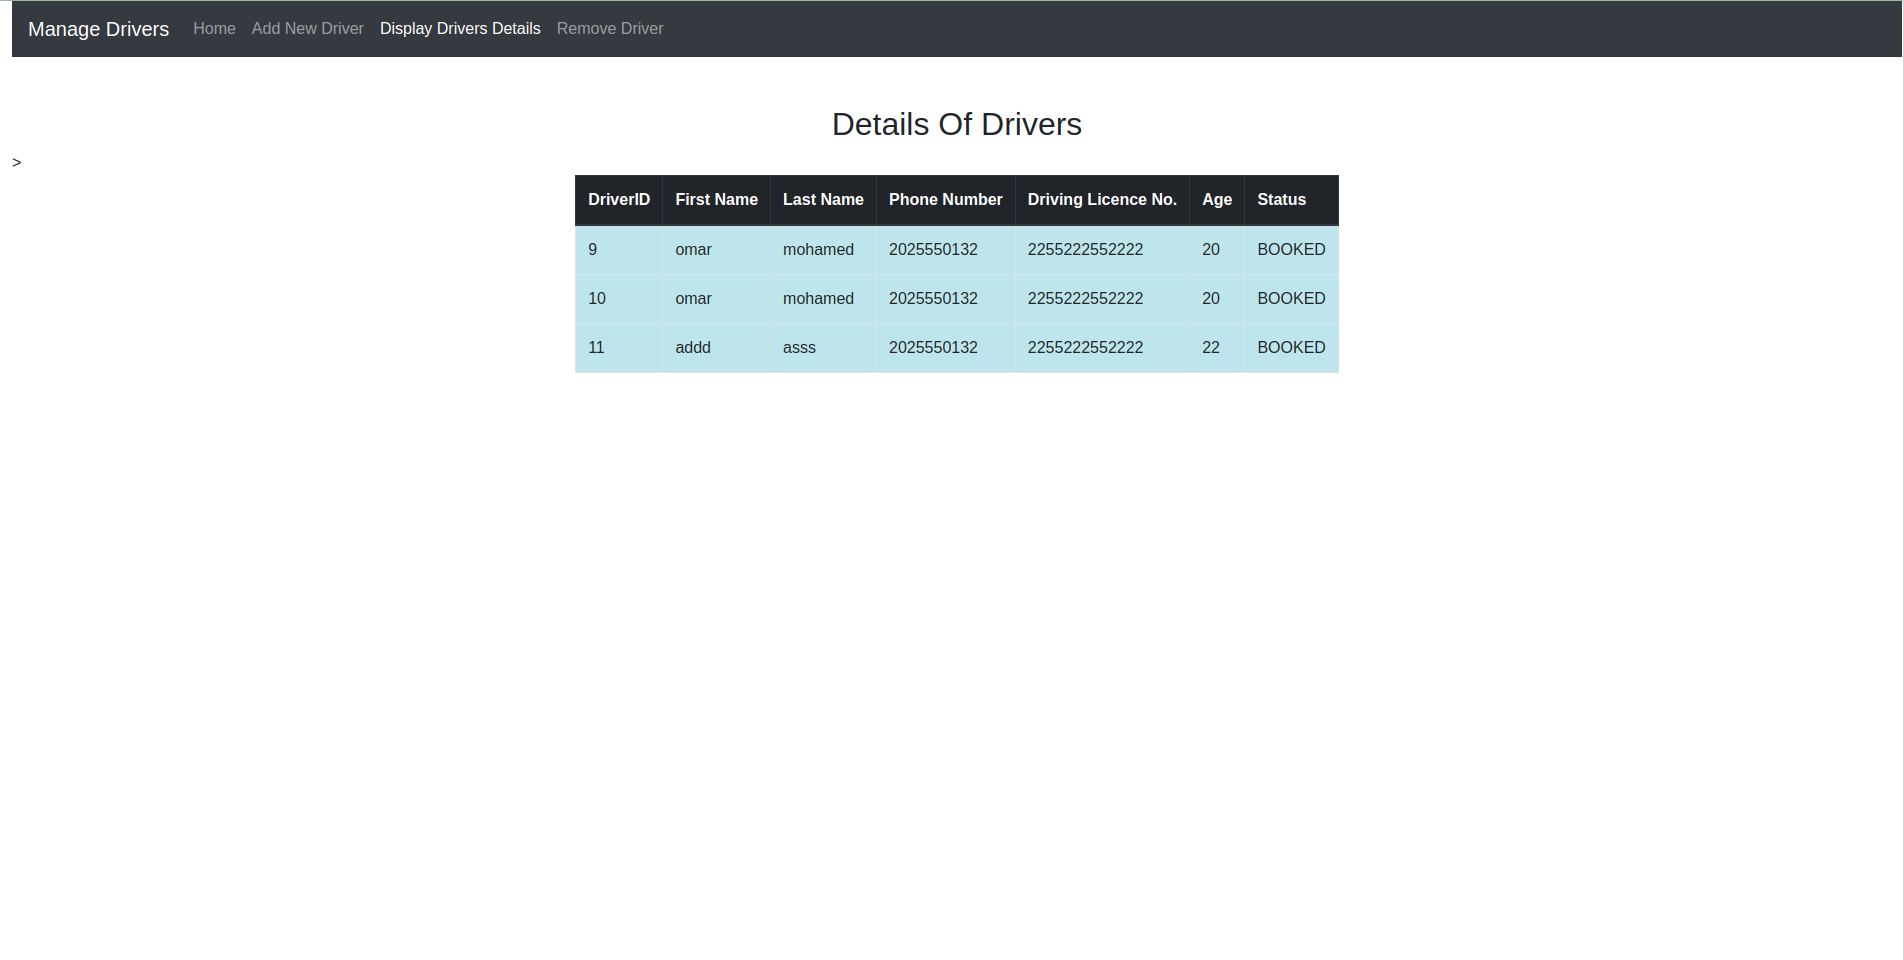 Manage Drivers Home Add New Driver Display Drivers Details Remove Driver
Details Of Drivers
>
DriverID First Name Last Name Phone Number Driving Licence No. Age Status
9 omar mohamed 2025550132 2255222552222 20 BOOKED
10 omar mohamed 2025550132 2255222552222 20 BOOKED
11 addd asss 2025550132 2255222552222 22 BOOKED